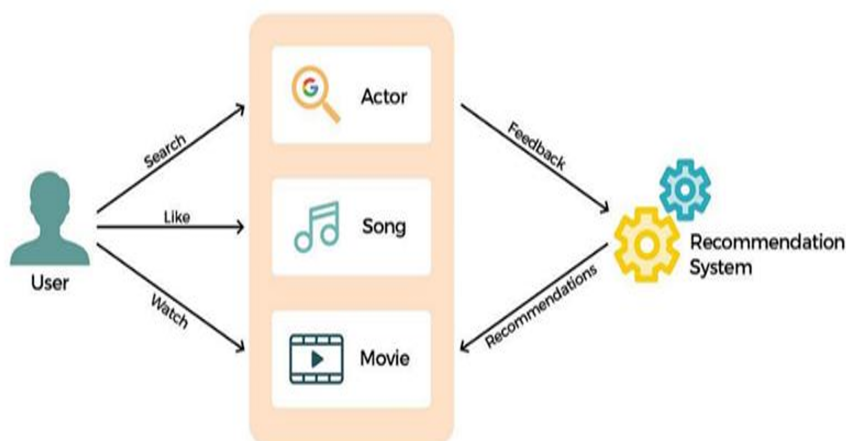 G
Actor
Search
Feedback
Like
Song
User
Recommendation
System
Watch
Recommendations
Movie